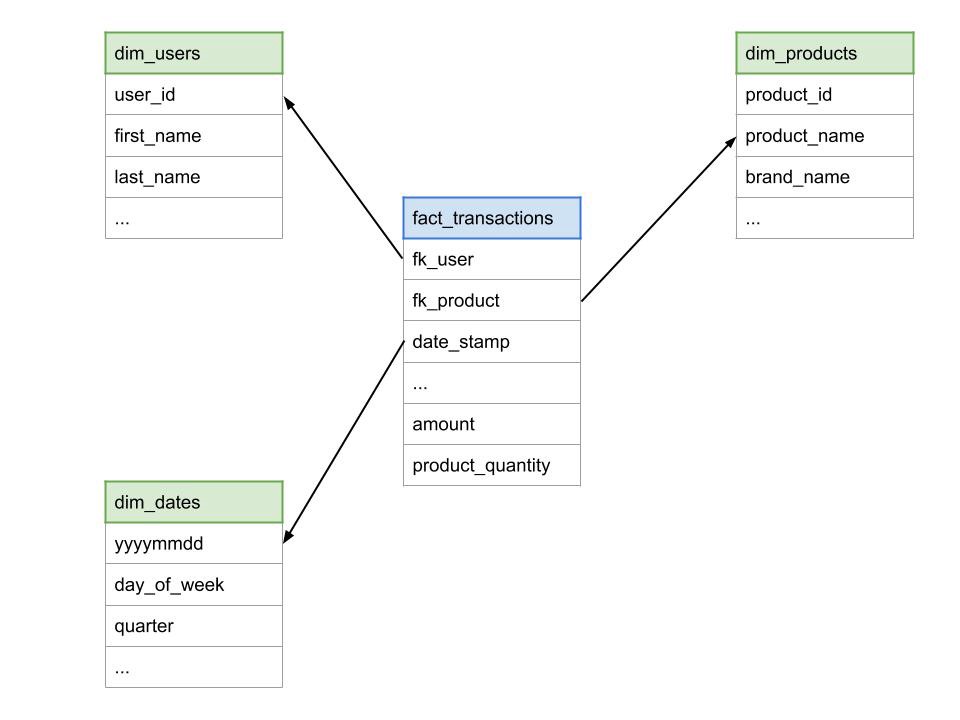 dim_users
user_id
first_name
last_name
...
dim_products
product_id
product_name
brand_name
...
fact_transactions
fk_user
fk_product
date_stamp
...
amount
product_quantity
dim_dates
yyyymmdd
day_of_week
quarter
...